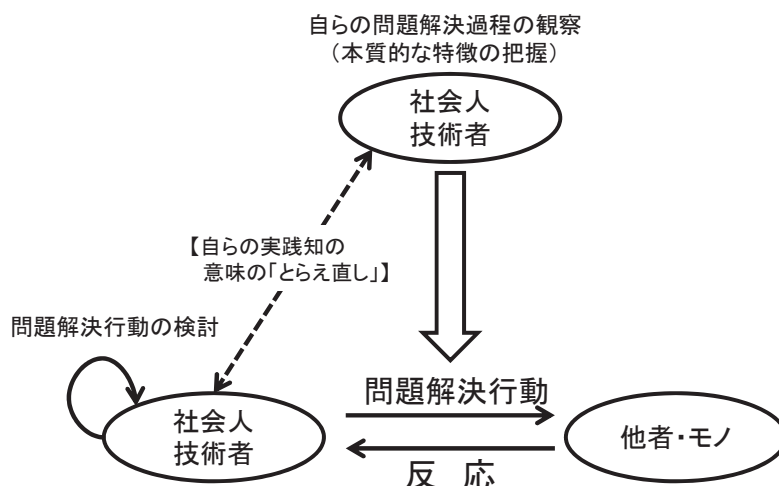 自らの問題解決過程の観察
（本質的な特徴の把握）
社会人
技術者
【自らの実践知の
意味の「とらえ直し」】
問題解決行動の検討
社会人
技術者
問題解決行動
反　応
他者・モノ